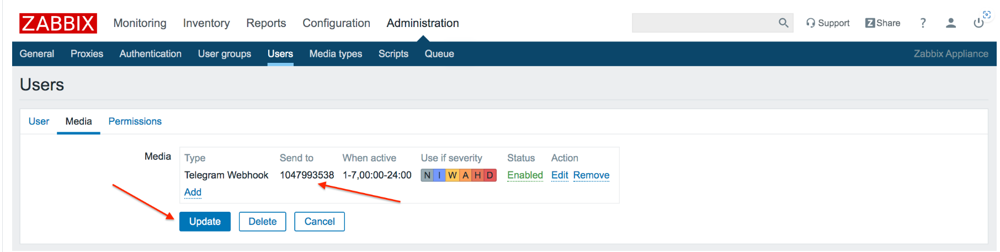 ZABBIX Monitoring Inventory Reports Configuration Administration Support Z Share ?
General Proxies Authentication User groups Users Media types Scripts Queue Zabbix Appliance
Users
User Media Permissions
Media Type Send to When active Use if severity Status Action
Telegram Webhook 1047993538 1-7,00:00-24:00 N I W A H D Enabled Edit Remove
Add
Update Delete Cancel